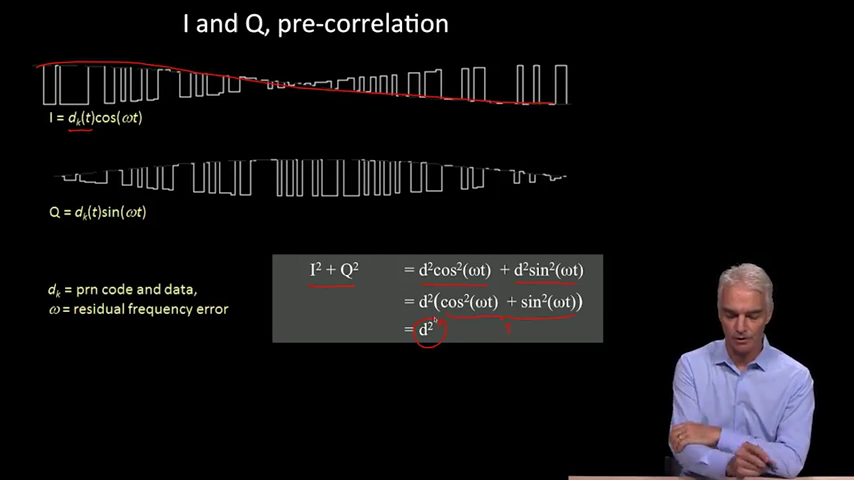 I and Q, pre-correlation
I = dₖ(t)cos(ωt)
Q = dₖ(t)sin(ωt)
I² + Q² = d²cos²(ωt) + d²sin²(ωt)
= d²(cos²(ωt) + sin²(ωt))
= d²
1
dₖ = prn code and data,
ω = residual frequency error